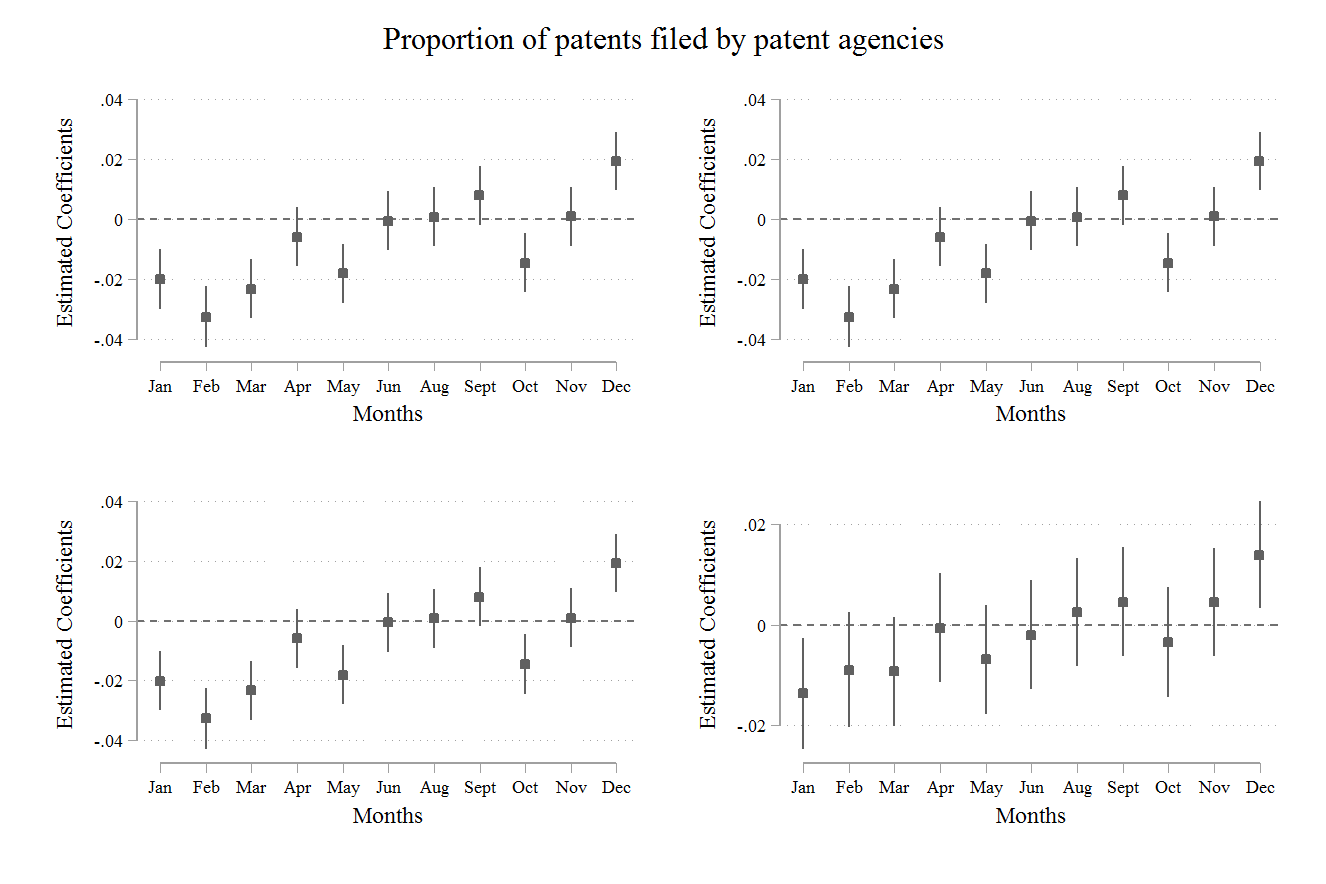 Proportion of patents filed by patent agencies
Estimated Coefficients
.04
.02
0
-.02
-.04
Jan Feb Mar Apr May Jun Aug Sept Oct Nov Dec
Months
Estimated Coefficients
.04
.02
0
-.02
-.04
Jan Feb Mar Apr May Jun Aug Sept Oct Nov Dec
Months
Estimated Coefficients
.04
.02
0
-.02
-.04
Jan Feb Mar Apr May Jun Aug Sept Oct Nov Dec
Months
Estimated Coefficients
.02
0
-.02
Jan Feb Mar Apr May Jun Aug Sept Oct Nov Dec
Months